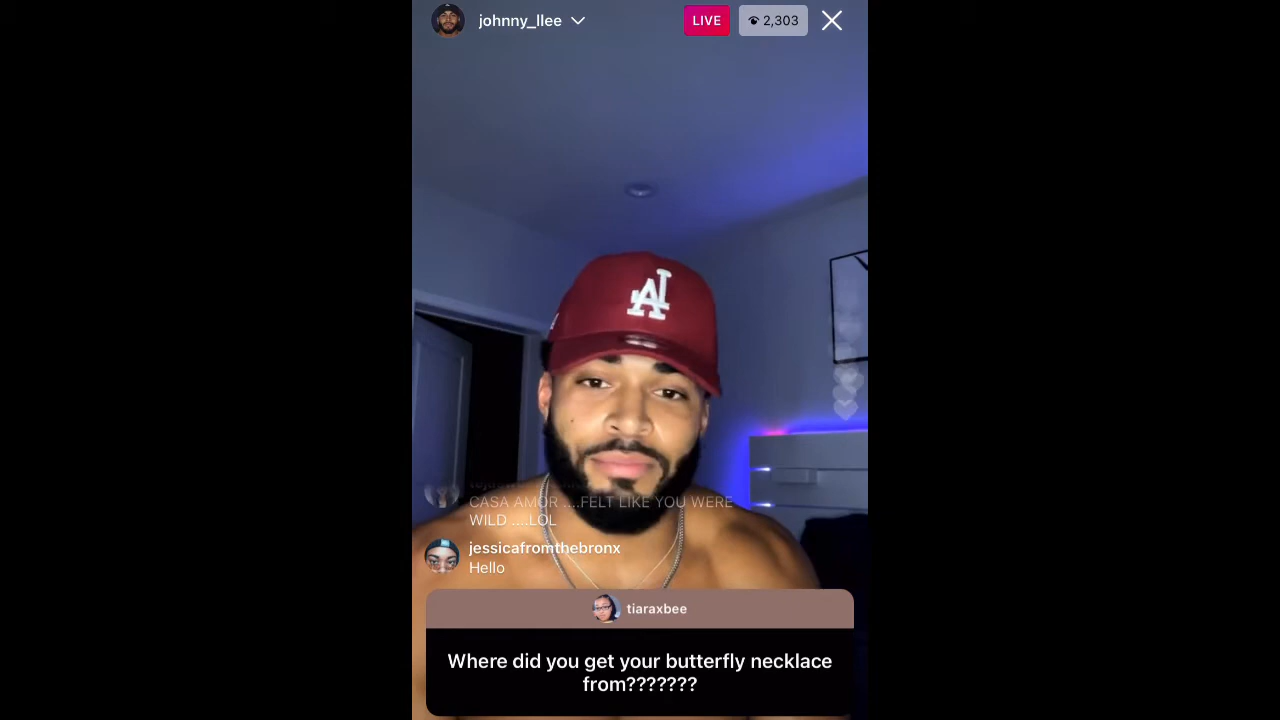 johnny_llee
LIVE
2,303
LA
CASA AMOR ....FELT LIKE YOU WERE
WILD ....LOL
jessicafromthebronx
Hello
tiaraxbee
Where did you get your butterfly necklace
from???????